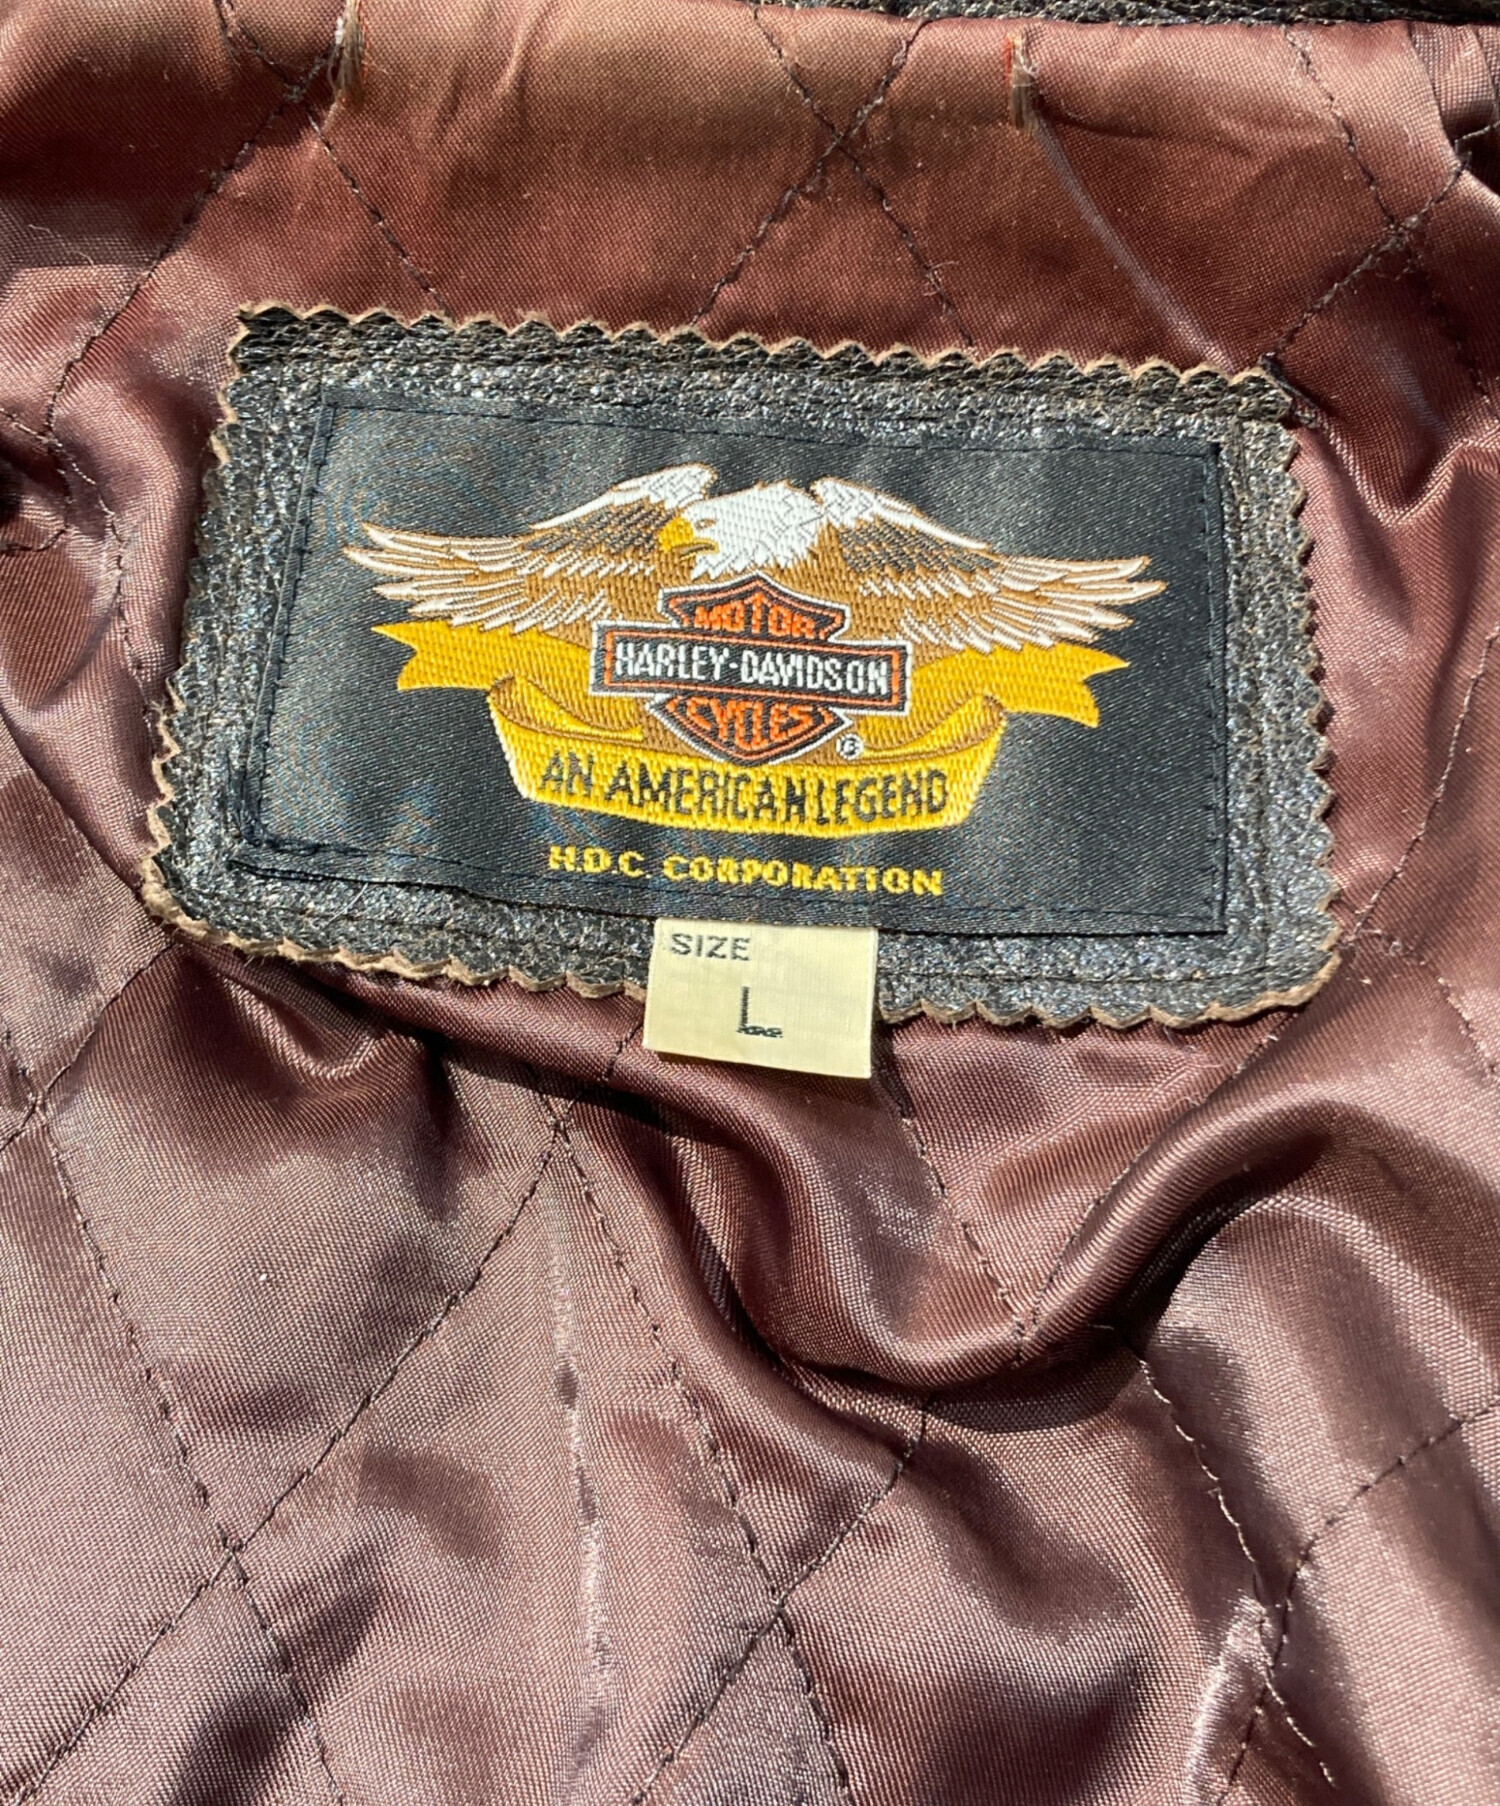 MOTOR
HARLEY-DAVIDSON
CYCLES
®
AN AMERICAN LEGEND
H.D.C. CORPORATION
SIZE
L